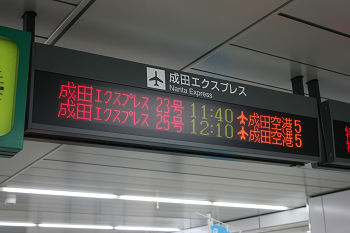 成田エクスプレス
Narita Express
成田エクスプレス 23号 11:40 成田空港 5
成田エクスプレス 25号 12:10 成田空港 5